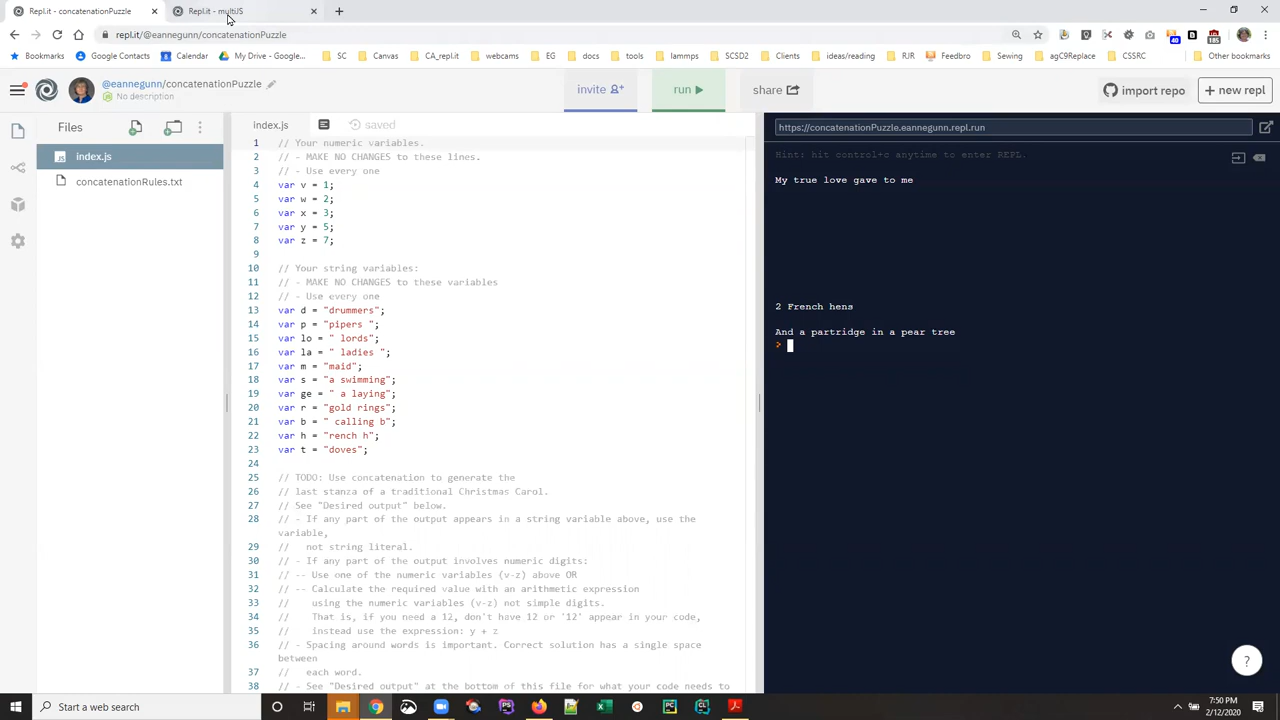 Repl.it - concatenationPuzzle
Repl.it - multiJS
repl.it/@eannegunn/concatenationPuzzle
40
185
Bookmarks
Google Contacts
Calendar
My Drive - Google...
SC
Canvas
CA_repl.it
webcams
EG
docs
tools
lammps
SCSD2
Clients
ideas/reading
RJR
Feedbro
Sewing
agC9Replace
CSSRC
Other bookmarks
@eannegunn/concatenationPuzzle
No description
invite
run
share
import repo
+ new repl
Files
index.js
concatenationRules.txt
index.js
saved
1 // Your numeric variables.
2 // - MAKE NO CHANGES to these lines.
3 // - Use every one
4 var v = 1;
5 var w = 2;
6 var x = 3;
7 var y = 5;
8 var z = 7;
9
10 // Your string variables:
11 // - MAKE NO CHANGES to these variables
12 // - Use every one
13 var d = "drummers";
14 var p = "pipers ";
15 var lo = " lords";
16 var la = " ladies ";
17 var m = "maid";
18 var s = "a swimming";
19 var ge = " a laying";
20 var r = "gold rings";
21 var b = " calling b";
22 var h = "rench h";
23 var t = "doves";
24
25 // TODO: Use concatenation to generate the
26 // last stanza of a traditional Christmas Carol.
27 // See "Desired output" below.
28 // - If any part of the output appears in a string variable above, use the
variable,
29 // not string literal.
30 // - If any part of the output involves numeric digits:
31 // -- Use one of the numeric variables (v-z) above OR
32 // -- Calculate the required value with an arithmetic expression
33 // using the numeric variables (v-z) not simple digits.
34 // That is, if you need a 12, don't have 12 or '12' appear in your code,
35 // instead use the expression: y + z
36 // - Spacing around words is important. Correct solution has a single space
between
37 // each word.
38 // - See "Desired output" at the bottom of this file for what your code needs to
https://concatenationPuzzle.eannegunn.repl.run
Hint: hit control+c anytime to enter REPL.
My true love gave to me
2 French hens
And a partridge in a pear tree
>
?
Start a web search
7:50 PM
2/12/2020